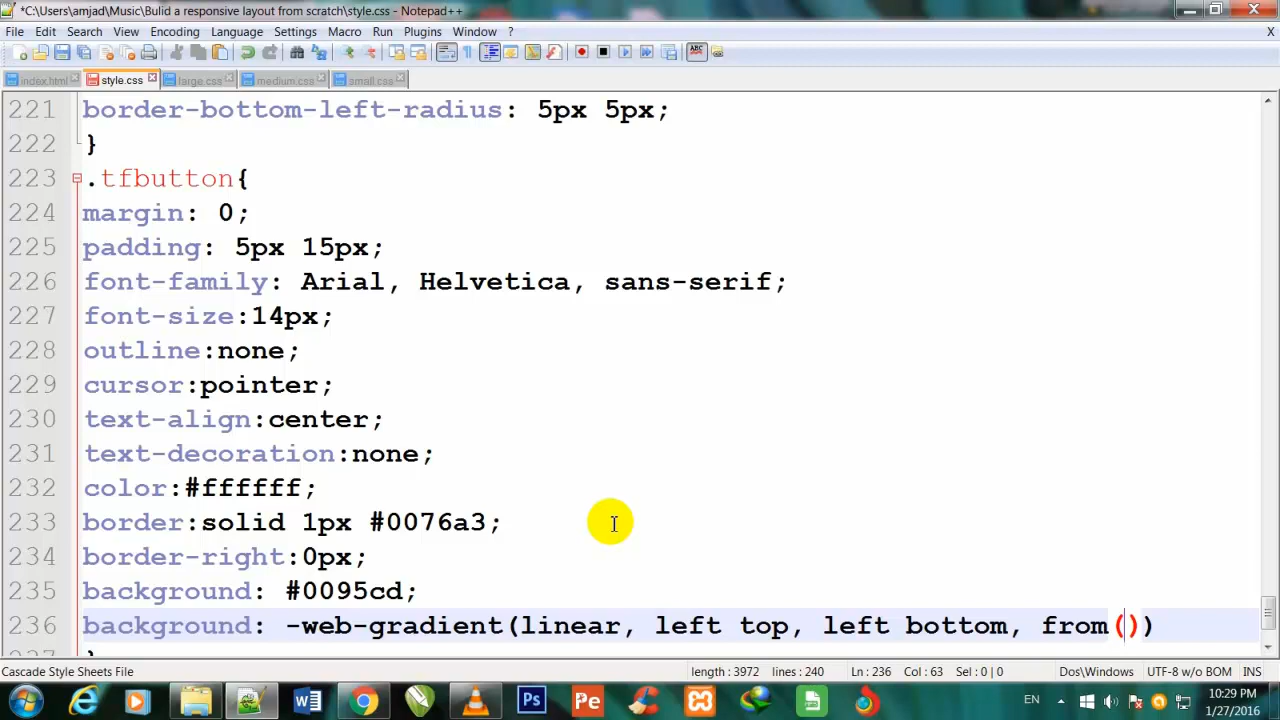 *C:\Users\amjad\Music\Bulid a responsive layout from scratch\style.css - Notepad++
File Edit Search View Encoding Language Settings Macro Run Plugins Window ? X
index.html style.css large.css medium.css small.css
221 border-bottom-left-radius: 5px 5px;
222 }
223 .tfbutton{
224 margin: 0;
225 padding: 5px 15px;
226 font-family: Arial, Helvetica, sans-serif;
227 font-size:14px;
228 outline:none;
229 cursor:pointer;
230 text-align:center;
231 text-decoration:none;
232 color:#ffffff;
233 border:solid 1px #0076a3;
234 border-right:0px;
235 background: #0095cd;
236 background: -web-gradient(linear, left top, left bottom, from())
237 }
Cascade Style Sheets File length : 3972 lines : 240 Ln : 236 Col : 63 Sel : 0 | 0 Dos\Windows UTF-8 w/o BOM INS
Ps Pe EN 10:29 PM
1/27/2016